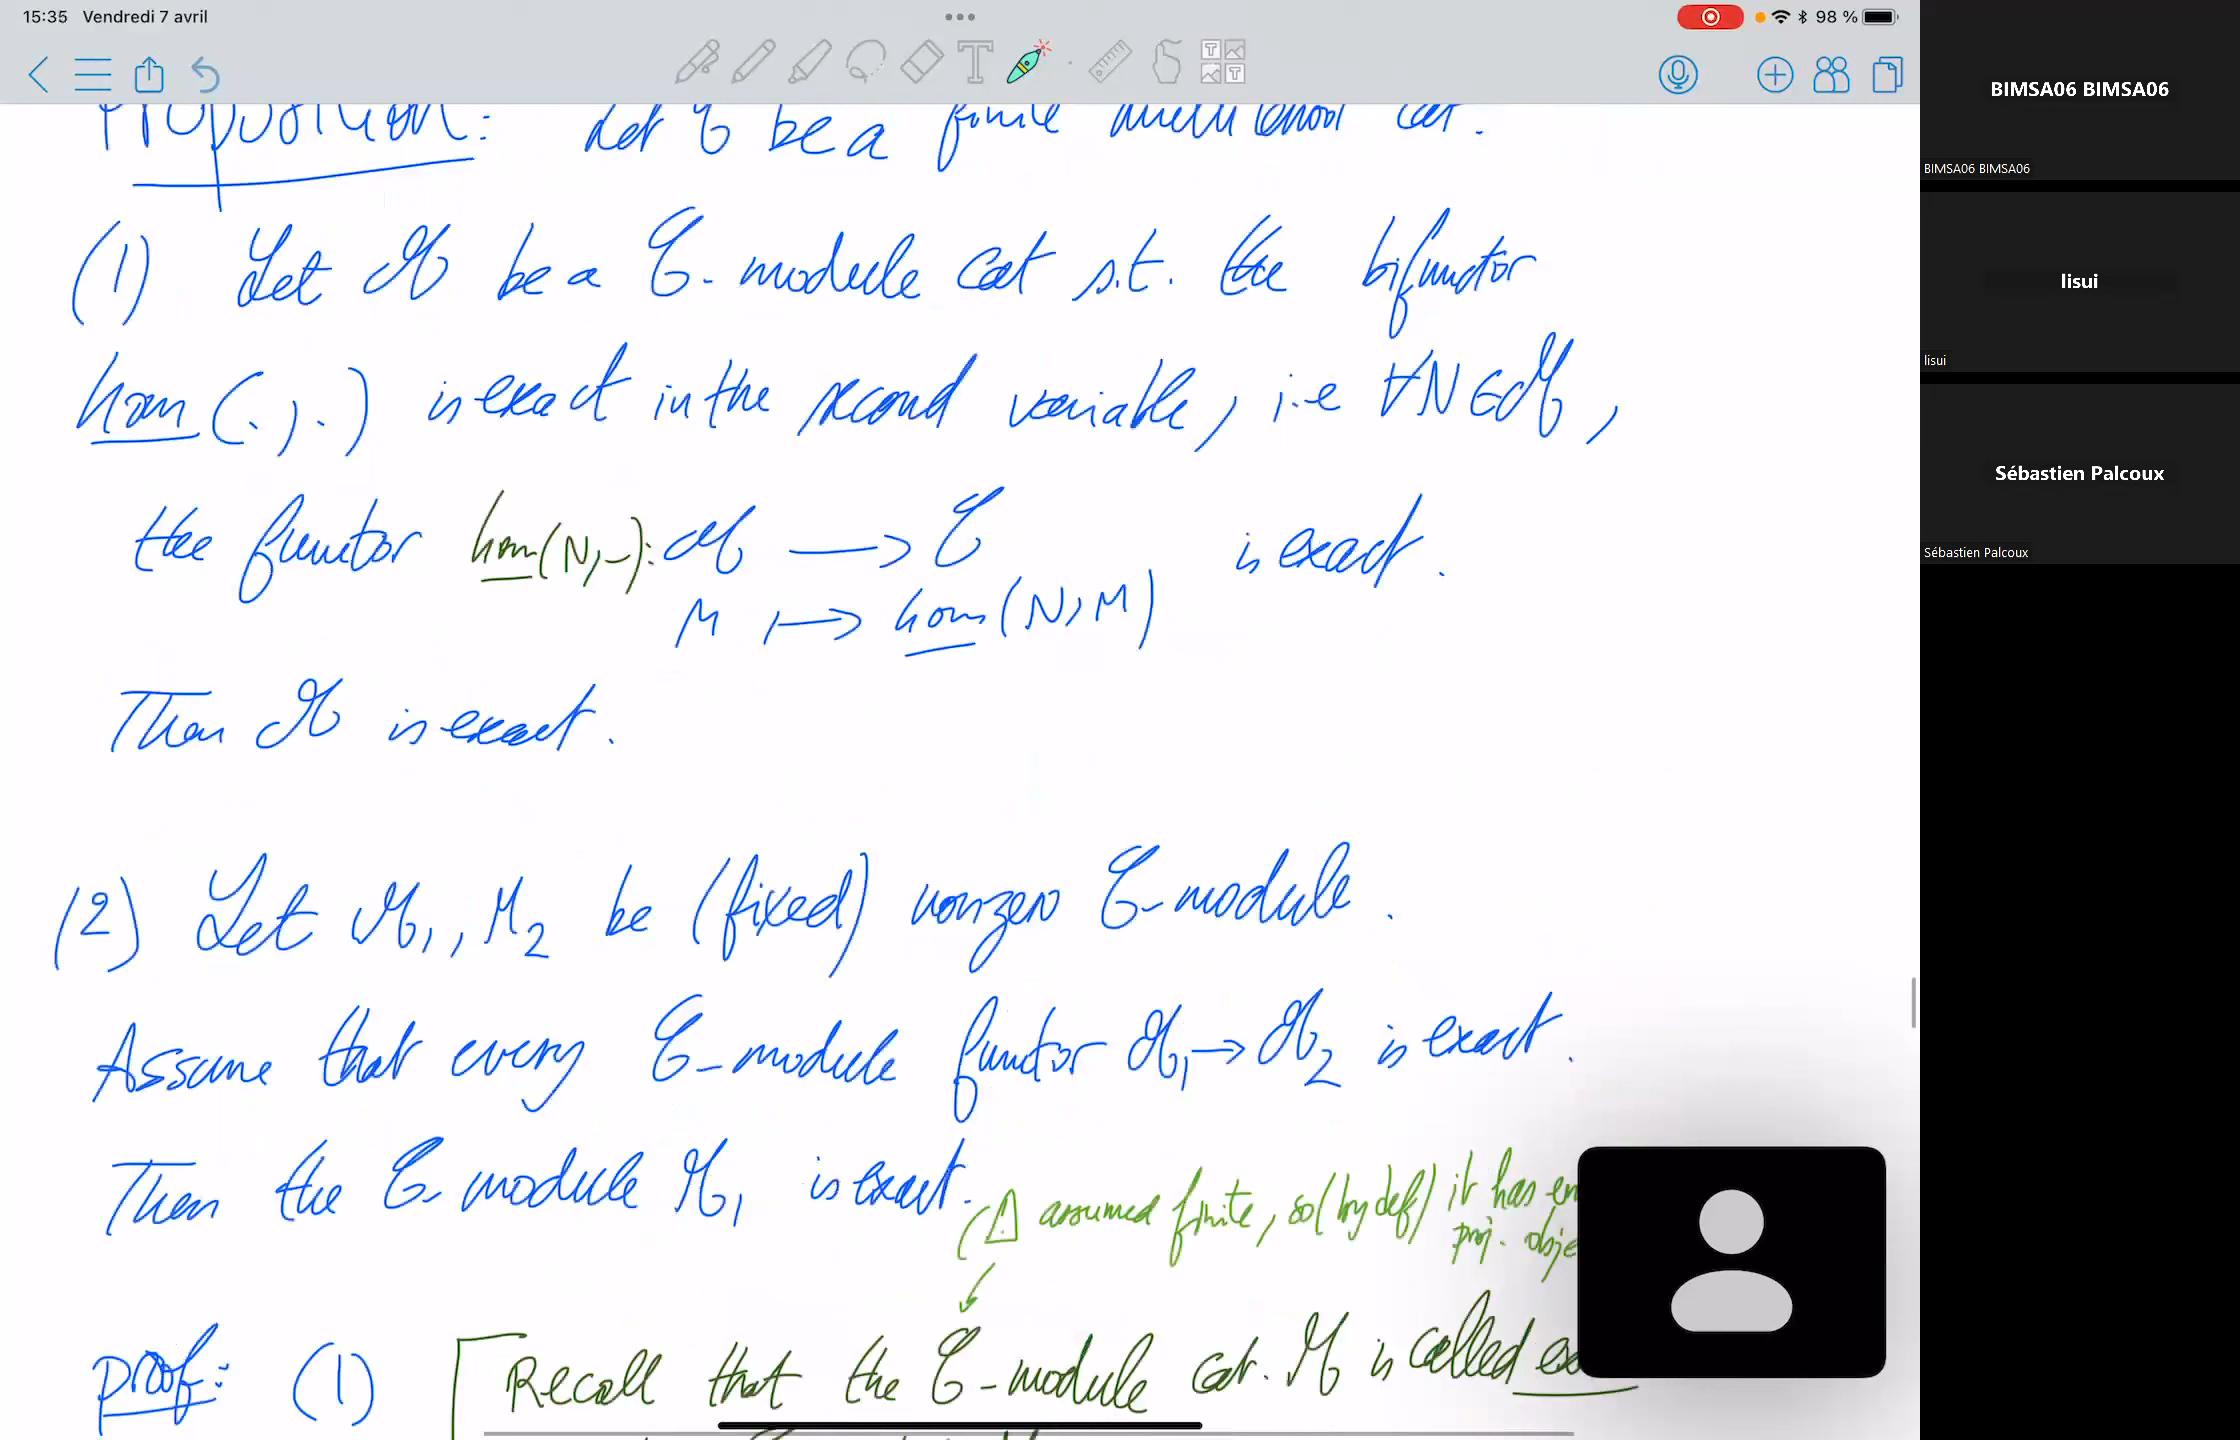 15:35 Vendredi 7 avril
98 %
Proposition: Let 𝒞 be a finite multitensor cat.
(1) Let ℳ be a 𝒞-module cat s.t. the bifunctor
hom(.,.) is exact in the second variable, i.e ∀N∈ℳ,
the functor hom(N,-): ℳ → 𝒞 is exact.
M ↦ hom(N,M)
Then ℳ is exact.
(2) Let ℳ₁, ℳ₂ be (fixed) nonzero 𝒞-module.
Assume that every 𝒞-module functor ℳ₁→ℳ₂ is exact.
Then the 𝒞-module ℳ₁ is exact.
(⚠ assumed finite, so (by def) it has en
proj. obje
proof: (1) [Recall that the 𝒞-module cat. ℳ is called ex
BIMSA06 BIMSA06
BIMSA06 BIMSA06
lisui
lisui
Sébastien Palcoux
Sébastien Palcoux